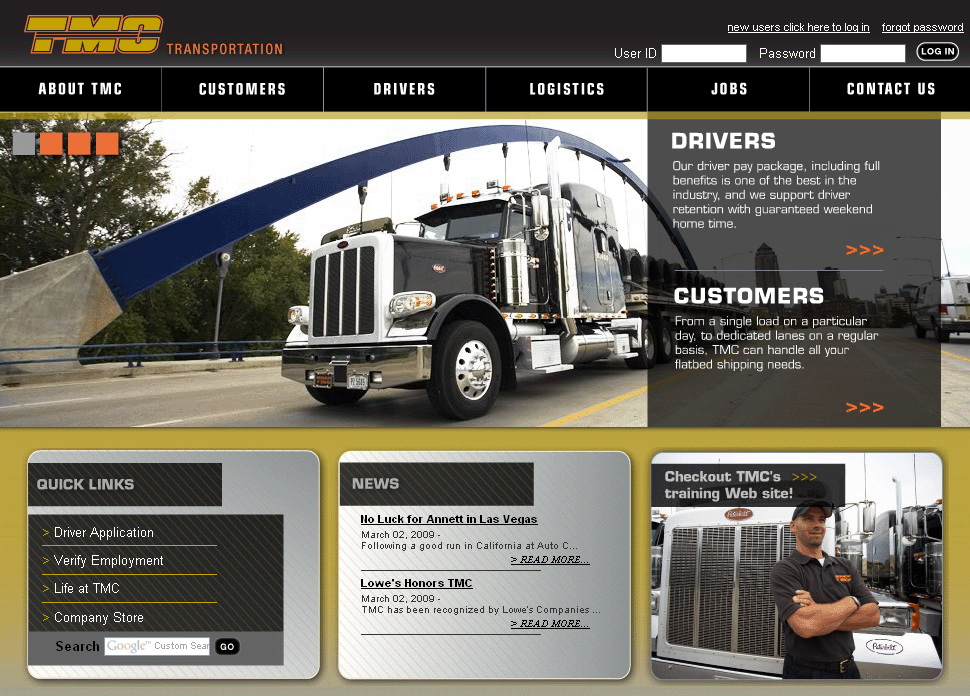 TMC TRANSPORTATION
new users click here to log in forgot password
User ID Password LOG IN
ABOUT TMC CUSTOMERS DRIVERS LOGISTICS JOBS CONTACT US
DRIVERS
Our driver pay package, including full
benefits is one of the best in the
industry, and we support driver
retention with guaranteed weekend
home time.
>>>
CUSTOMERS
From a single load on a particular
day, to dedicated lanes on a regular
basis, TMC can handle all your
flatbed shipping needs.
>>>
QUICK LINKS
> Driver Application
> Verify Employment
> Life at TMC
> Company Store
Search Google™ Custom Sear GO
NEWS
No Luck for Annett in Las Vegas
March 02, 2009 -
Following a good run in California at Auto C...
> READ MORE...
Lowe's Honors TMC
March 02, 2009 -
TMC has been recognized by Lowe's Companies ...
> READ MORE...
Checkout TMC's >>>
training Web site!
Peterbilt
Peterbilt